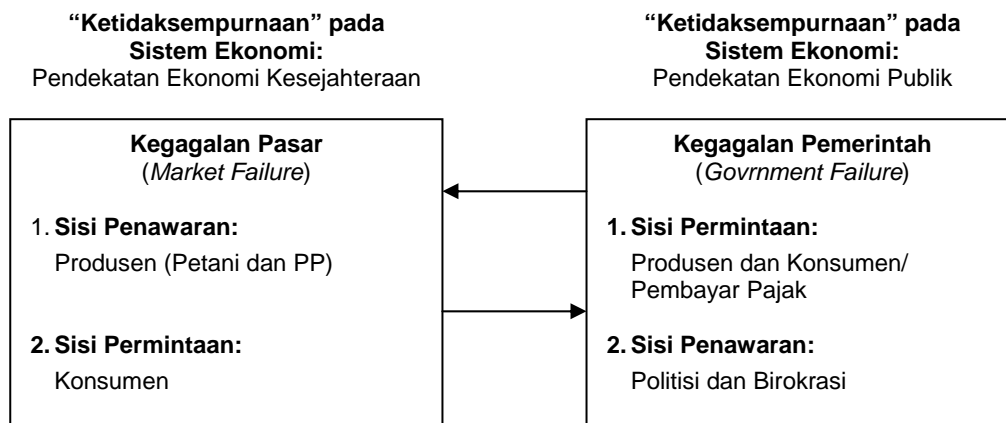 “Ketidaksempurnaan” pada
Sistem Ekonomi:
Pendekatan Ekonomi Kesejahteraan
“Ketidaksempurnaan” pada
Sistem Ekonomi:
Pendekatan Ekonomi Publik
Kegagalan Pasar
(Market Failure)
1. Sisi Penawaran:
Produsen (Petani dan PP)
2. Sisi Permintaan:
Konsumen
Kegagalan Pemerintah
(Govrnment Failure)
1. Sisi Permintaan:
Produsen dan Konsumen/
Pembayar Pajak
2. Sisi Penawaran:
Politisi dan Birokrasi